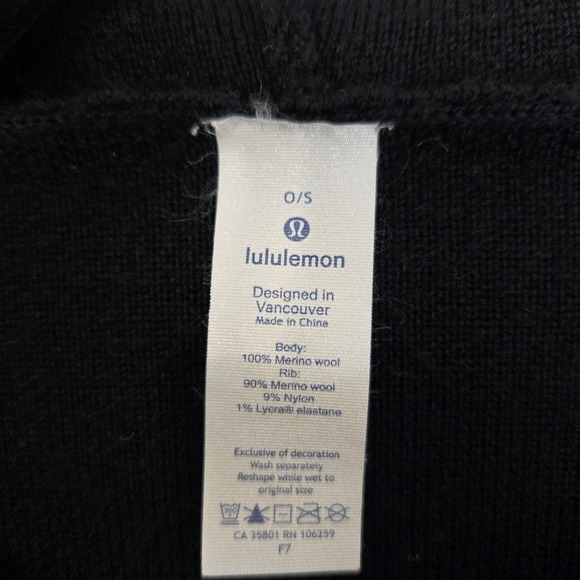 O/S
lululemon
Designed in
Vancouver
Made in China
Body:
100% Merino wool
Rib:
90% Merino wool
9% Nylon
1% Lycra® elastane
Exclusive of decoration
Wash separately
Reshape while wet to
original size
CA 35801 RN 106259
F7